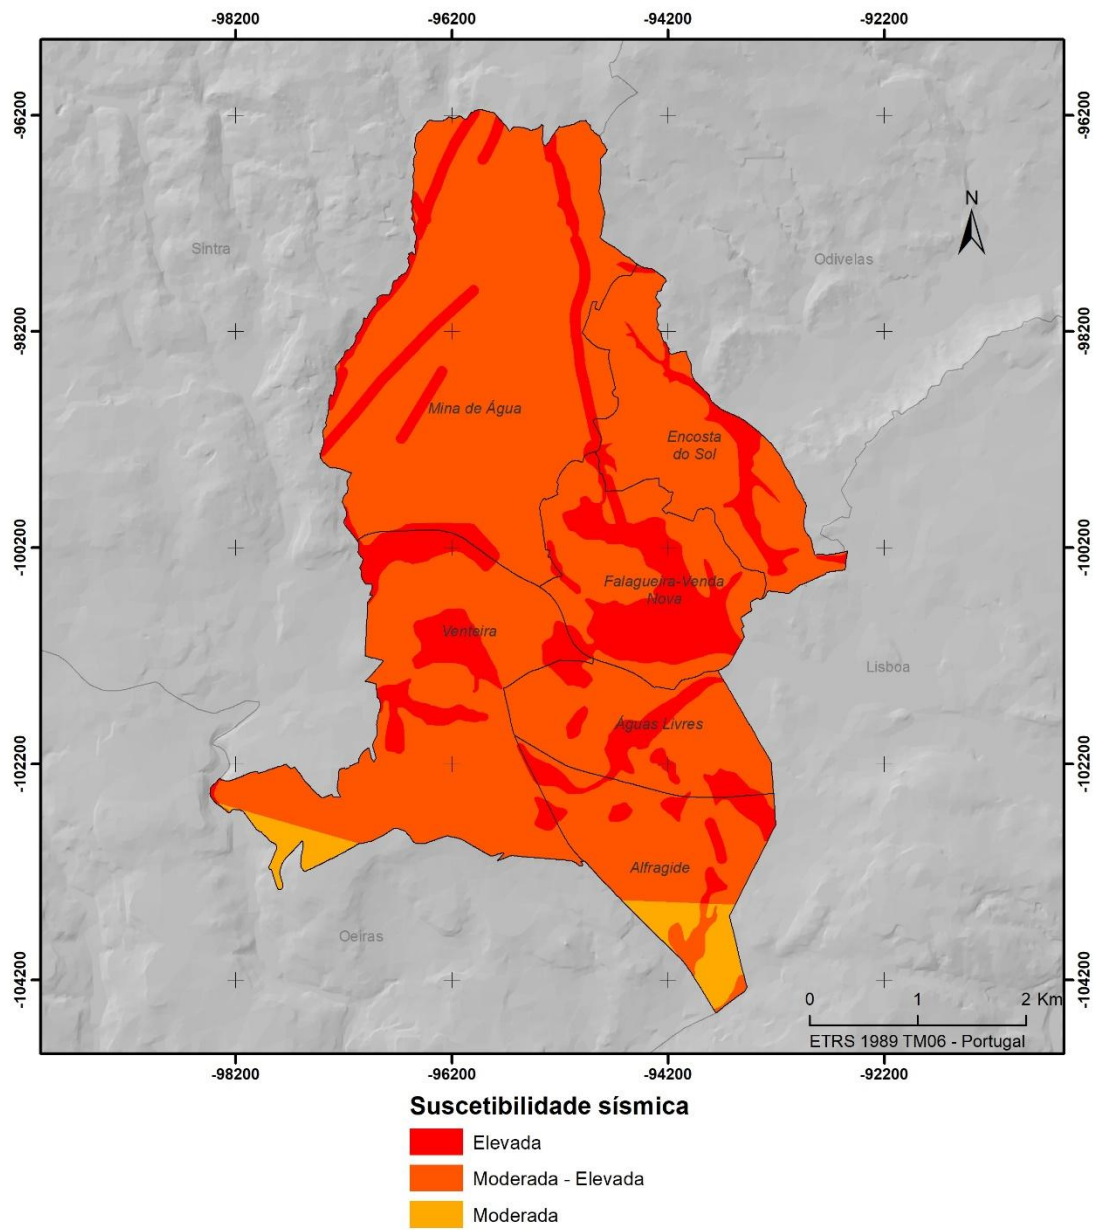 -98200
-96200
-94200
-92200
-96200
-96200
N
Sintra
Odivelas
-98200
-98200
Mina de Água
Encosta
do Sol
-100200
-100200
Falagueira-Venda
Nova
Venteira
Lisboa
Águas Livres
-102200
-102200
Alfragide
Oeiras
-104200
-104200
0 1 2 Km
ETRS 1989 TM06 - Portugal
-98200
-96200
-94200
-92200
Suscetibilidade sísmica
Elevada
Moderada - Elevada
Moderada